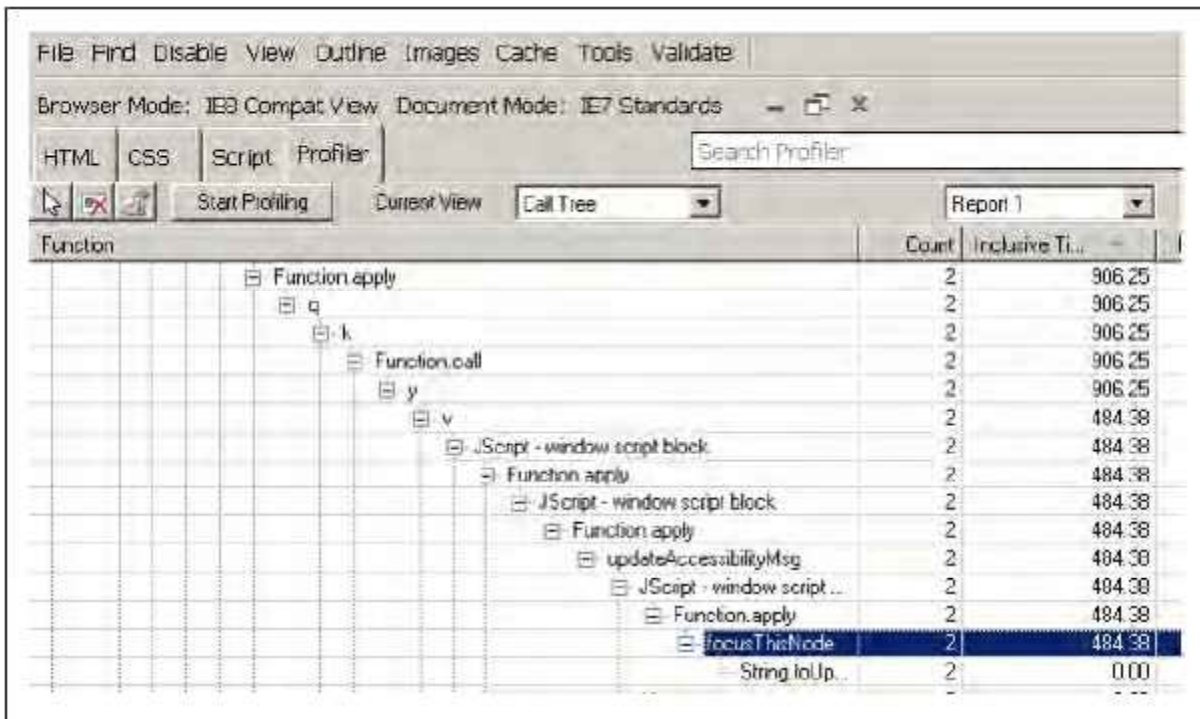 File Find Disable View Outline Images Cache Tools Validate
Browser Mode: IE8 Compat View Document Mode: IE7 Standards
HTML CSS Script Profiler Search Profiler
Start Profiling Current View Call Tree Report 1
Function Count Inclusive Ti...
Function.apply 2 906.25
q 2 906.25
k 2 906.25
Function.call 2 906.25
y 2 906.25
v 2 484.38
JScript - window script block 2 484.38
Function.apply 2 484.38
JScript - window script block 2 484.38
Function.apply 2 484.38
updateAccessibilityMsg 2 484.38
JScript - window script ... 2 484.38
Function.apply 2 484.38
focusThisNode 2 484.38
String.toUp... 2 0.00